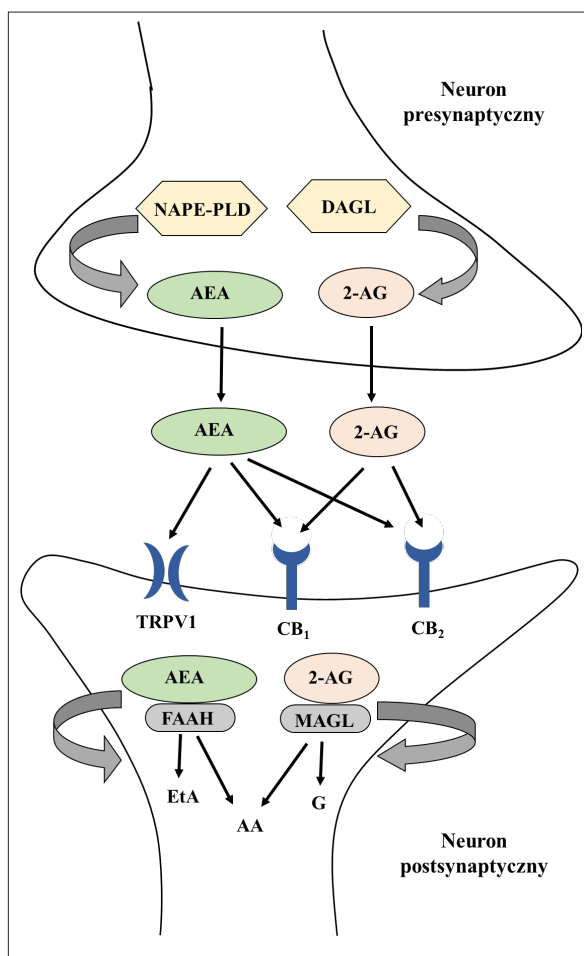 Neuron
presynaptyczny
NAPE-PLD
DAGL
AEA
2-AG
AEA
2-AG
TRPV1
CB₁
CB₂
AEA
2-AG
FAAH
MAGL
EtA
G
AA
Neuron
postsynaptyczny